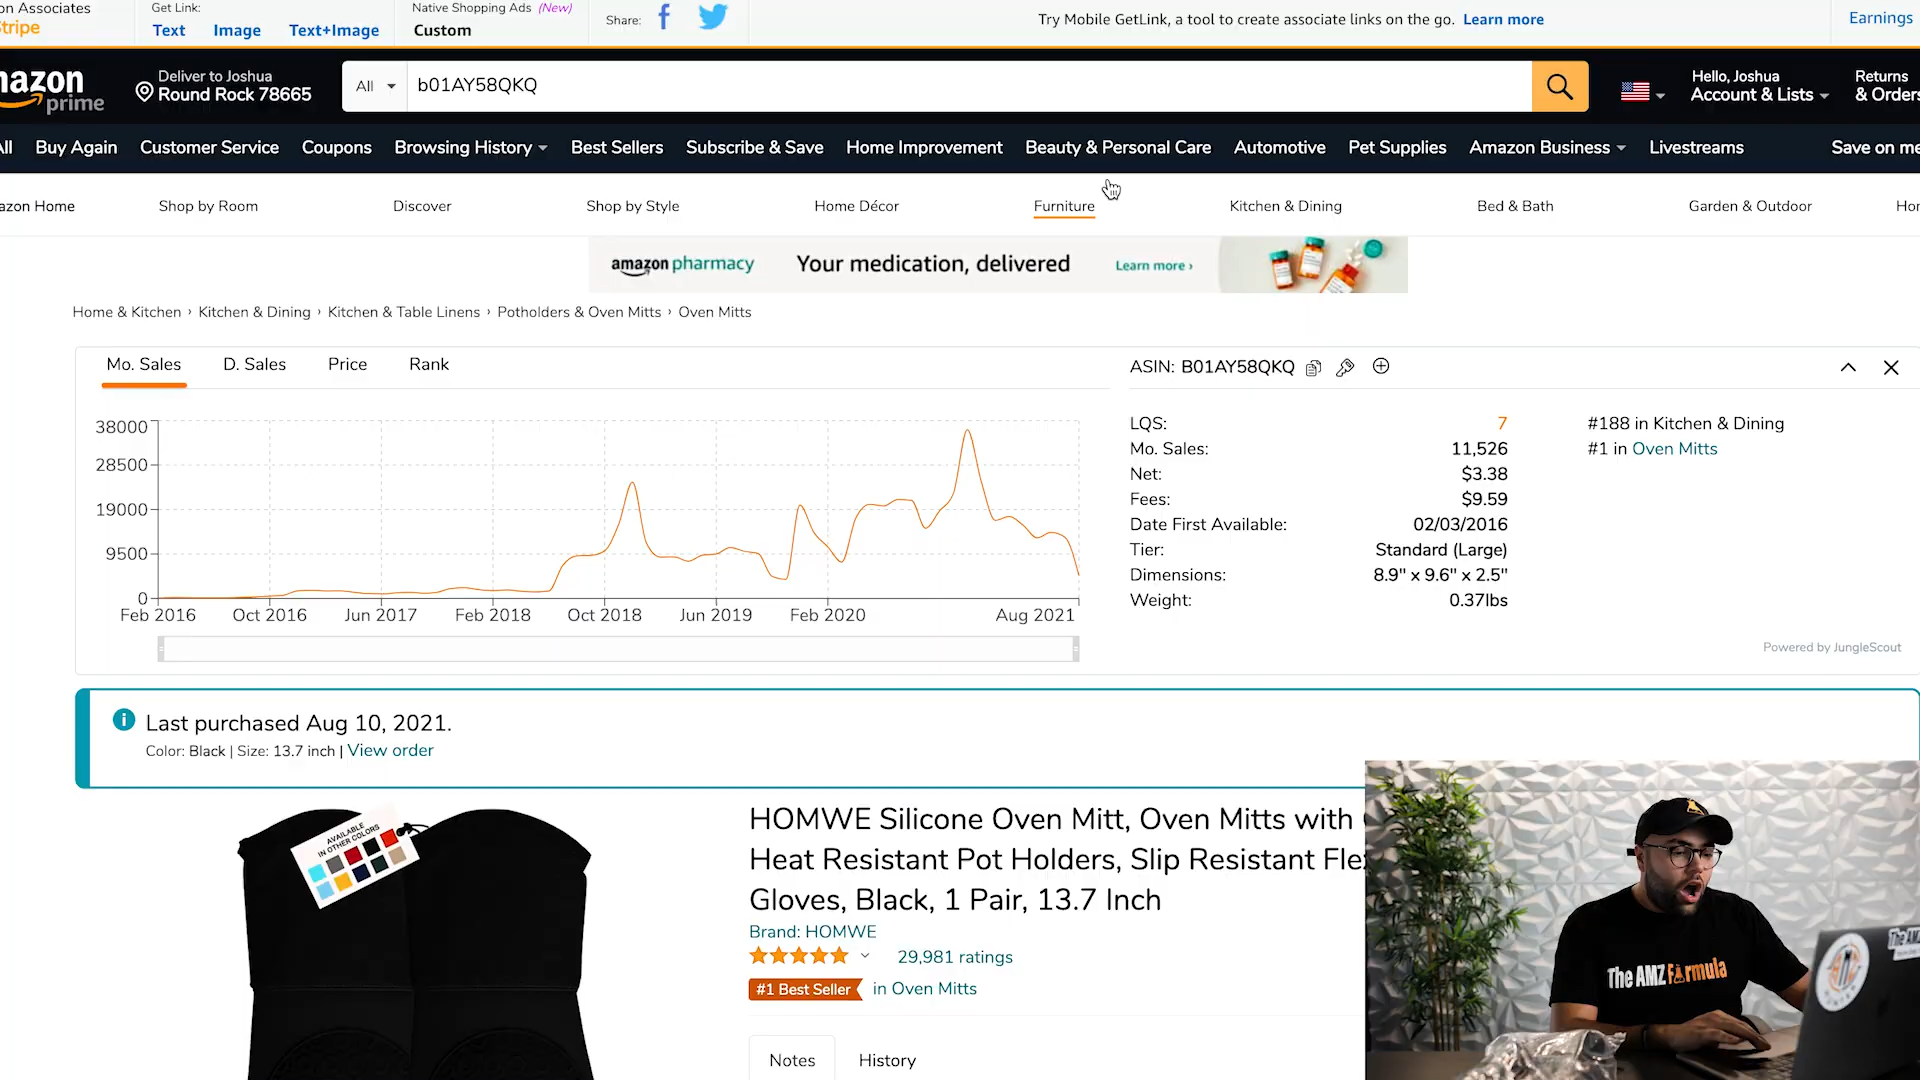 on Associates
Stripe
Get Link:
Text Image Text+Image
Native Shopping Ads (New)
Custom
Share:
Try Mobile GetLink, a tool to create associate links on the go. Learn more
Earnings
mazon
prime
Deliver to Joshua
Round Rock 78665
All
b01AY58QKQ
Hello, Joshua
Account & Lists
Returns
& Orders
All Buy Again Customer Service Coupons Browsing History Best Sellers Subscribe & Save Home Improvement Beauty & Personal Care Automotive Pet Supplies Amazon Business Livestreams Save on me
azon Home Shop by Room Discover Shop by Style Home Décor Furniture Kitchen & Dining Bed & Bath Garden & Outdoor Hor
amazon pharmacy Your medication, delivered Learn more ›
Home & Kitchen › Kitchen & Dining › Kitchen & Table Linens › Potholders & Oven Mitts › Oven Mitts
Mo. Sales D. Sales Price Rank
38000
28500
19000
9500
0
Feb 2016 Oct 2016 Jun 2017 Feb 2018 Oct 2018 Jun 2019 Feb 2020 Aug 2021
ASIN: B01AY58QKQ
LQS: 7
Mo. Sales: 11,526
Net: $3.38
Fees: $9.59
Date First Available: 02/03/2016
Tier: Standard (Large)
Dimensions: 8.9" x 9.6" x 2.5"
Weight: 0.37lbs
#188 in Kitchen & Dining
#1 in Oven Mitts
Powered by JungleScout
Last purchased Aug 10, 2021.
Color: Black | Size: 13.7 inch | View order
AVAILABLE
IN OTHER COLORS
HOMWE Silicone Oven Mitt, Oven Mitts with
Heat Resistant Pot Holders, Slip Resistant Fle
Gloves, Black, 1 Pair, 13.7 Inch
Brand: HOMWE
29,981 ratings
#1 Best Seller in Oven Mitts
Notes History
The AMZ Formula
The AMZ